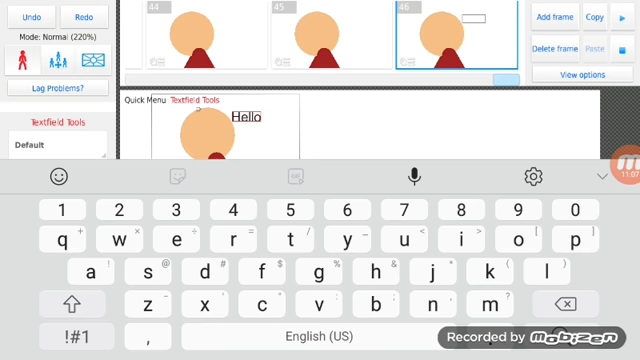 Undo Redo
Mode: Normal (220%)
Lag Problems?
Textfield Tools
Default
44 45 46
Add frame Copy
Delete frame Paste
View options
Quick Menu Textfield Tools
Hello
11:07
1 2 3 4 5 6 7 8 9 0
q w e r t y u i o p
+ × ÷ = / _ < > [ ]
a s d f g h j k l
! @ # $ % & * ( )
z x c v b n m
- ' " : ; , ?
!#1 , English (US)
Recorded by Mobizen